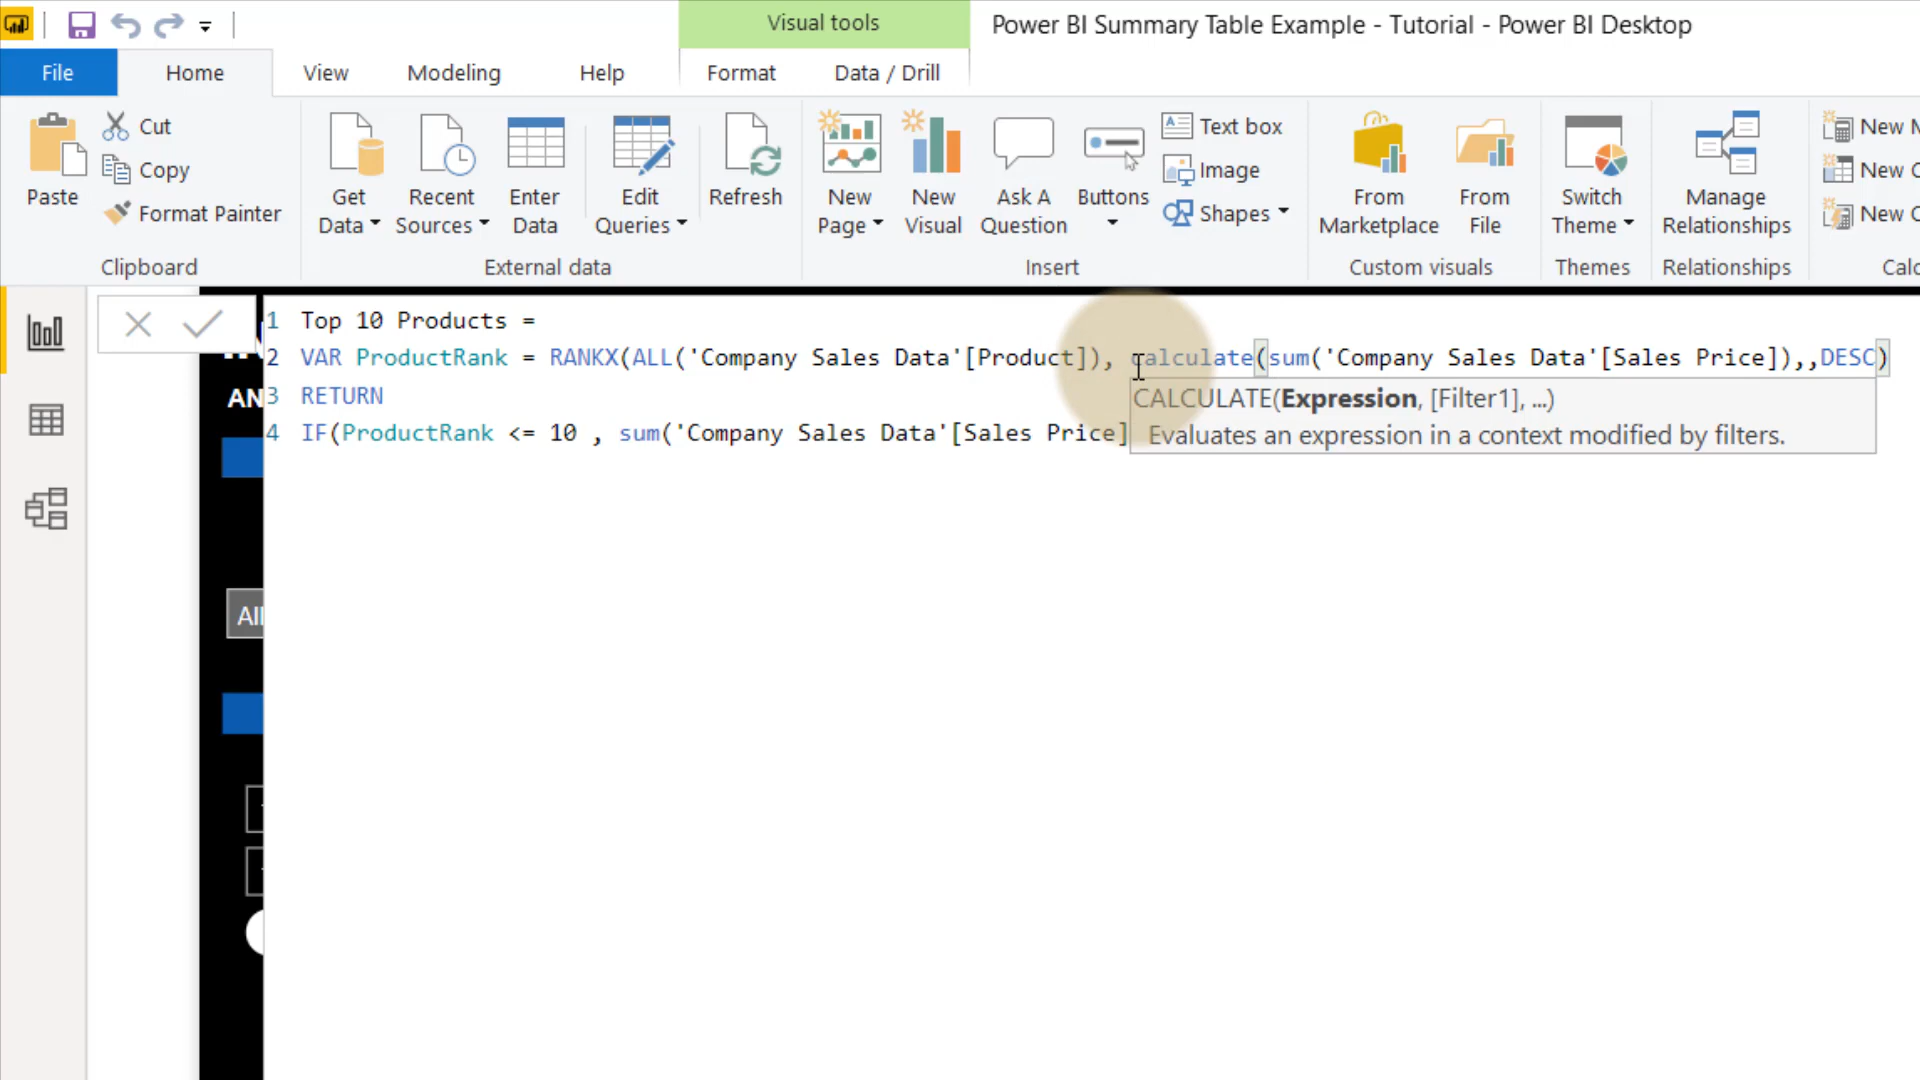 Visual tools
Power BI Summary Table Example - Tutorial - Power BI Desktop
File
Home
View
Modeling
Help
Format
Data / Drill
Paste
Cut
Copy
Format Painter
Clipboard
Get
Data
Recent
Sources
Enter
Data
Edit
Queries
Refresh
External data
New
Page
New
Visual
Ask A
Question
Buttons
Text box
Image
Shapes
Insert
From
Marketplace
From
File
Custom visuals
Switch
Theme
Themes
Manage
Relationships
Relationships
New
New
New
1 Top 10 Products =
2 VAR ProductRank = RANKX(ALL('Company Sales Data'[Product]), calculate(sum('Company Sales Data'[Sales Price]),,DESC)
CALCULATE(Expression, [Filter1], ...)
Evaluates an expression in a context modified by filters.
3 RETURN
4 IF(ProductRank <= 10 , sum('Company Sales Data'[Sales Price]
AN
All